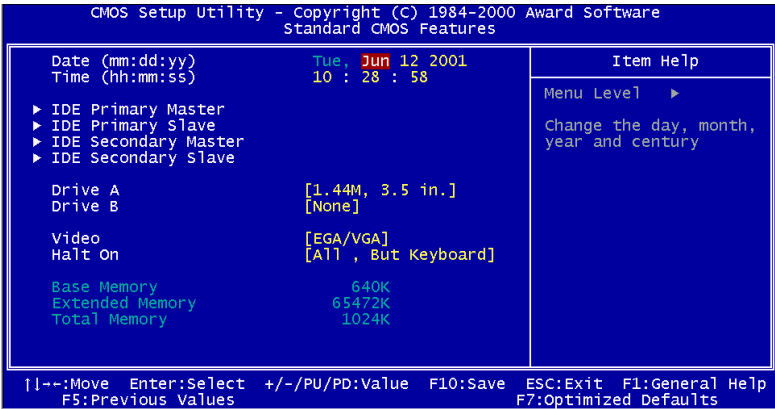 CMOS Setup Utility – Copyright (C) 1984-2000 Award Software
Standard CMOS Features
Date (mm:dd:yy) Tue, Jun 12 2001
Time (hh:mm:ss) 10 : 28 : 58
▶ IDE Primary Master
▶ IDE Primary Slave
▶ IDE Secondary Master
▶ IDE Secondary Slave
Drive A [1.44M, 3.5 in.]
Drive B [None]
Video [EGA/VGA]
Halt On [All , But Keyboard]
Base Memory 640K
Extended Memory 65472K
Total Memory 1024K
Item Help
Menu Level ▶
Change the day, month,
year and century
↑↓→←:Move Enter:Select +/-/PU/PD:Value F10:Save ESC:Exit F1:General Help
F5:Previous Values F7:Optimized Defaults